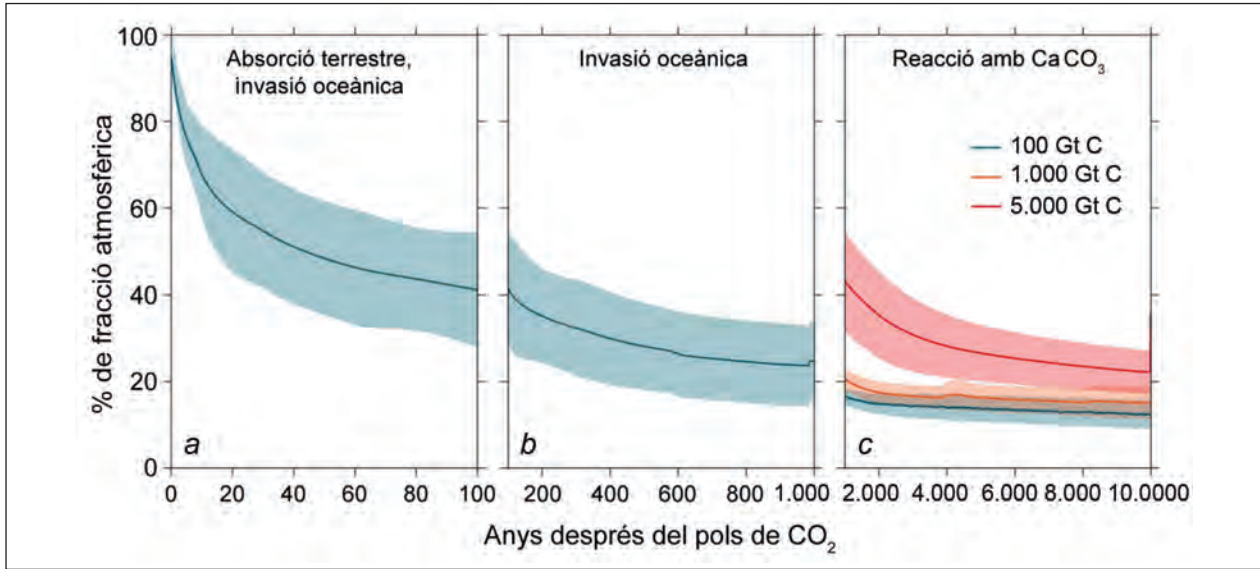 % de fracció atmosfèrica
100
80
60
40
20
0
Absorció terrestre,
invasió oceànica
a
0 20 40 60 80 100
Invasió oceànica
b
200 400 600 800 1.000
Reacció amb CaCO3
100 Gt C
1.000 Gt C
5.000 Gt C
c
2.000 4.000 6.000 8.000 10.0000
Anys després del pols de CO2